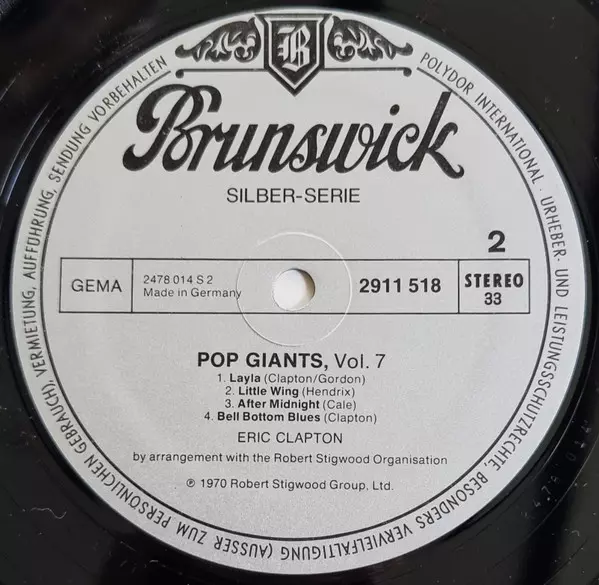 B
Brunswick
SILBER-SERIE
2
GEMA
2478 014 S 2
Made in Germany
2911 518
STEREO
33
POP GIANTS, Vol. 7
1. Layla (Clapton/Gordon)
2. Little Wing (Hendrix)
3. After Midnight (Cale)
4. Bell Bottom Blues (Clapton)
ERIC CLAPTON
by arrangement with the Robert Stigwood Organisation
℗ 1970 Robert Stigwood Group, Ltd.
POLYDOR INTERNATIONAL · URHEBER- UND LEISTUNGSSCHUTZRECHTE, BESONDERS VERVIELFÄLTIGUNG (AUSSER ZUM PERSÖNLICHEN GEBRAUCH), VERMIETUNG, AUFFÜHRUNG, SENDUNG VORBEHALTEN